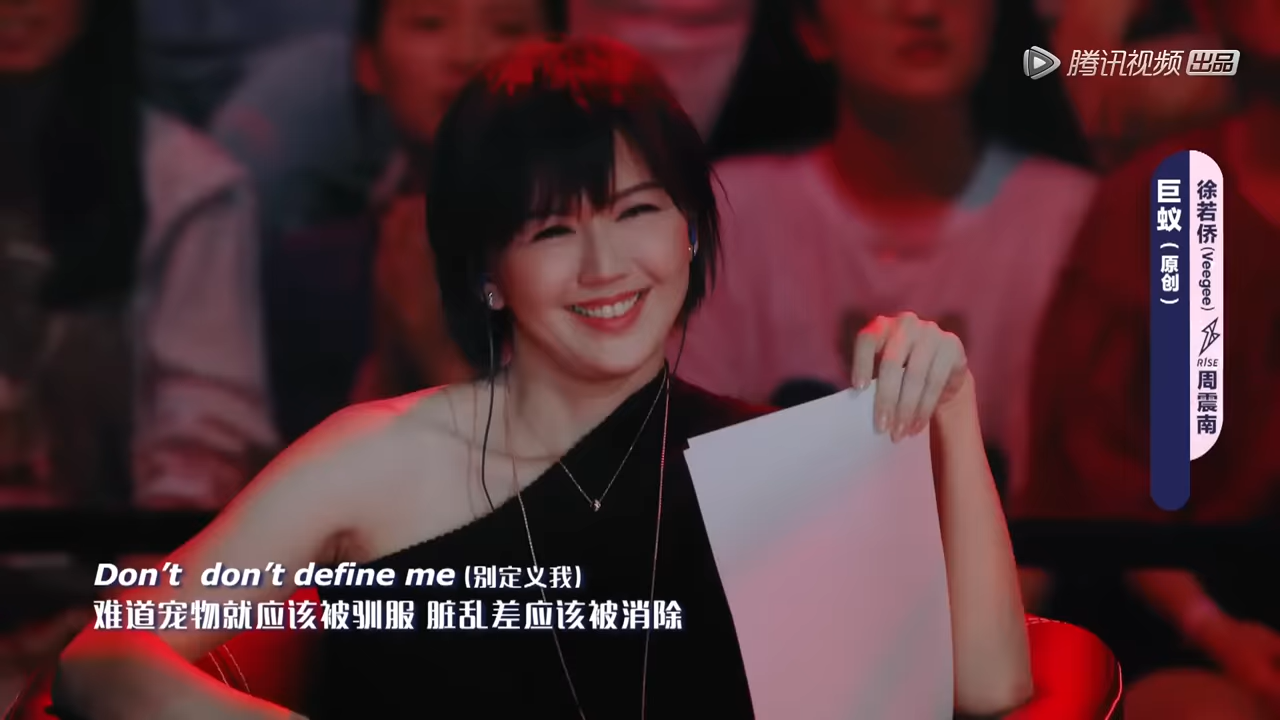 腾讯视频 出品
徐若侨(Veegee) R1SE 周震南
巨蚁(原创)
Don't don't define me (别定义我)
难道宠物就应该被驯服 脏乱差应该被消除